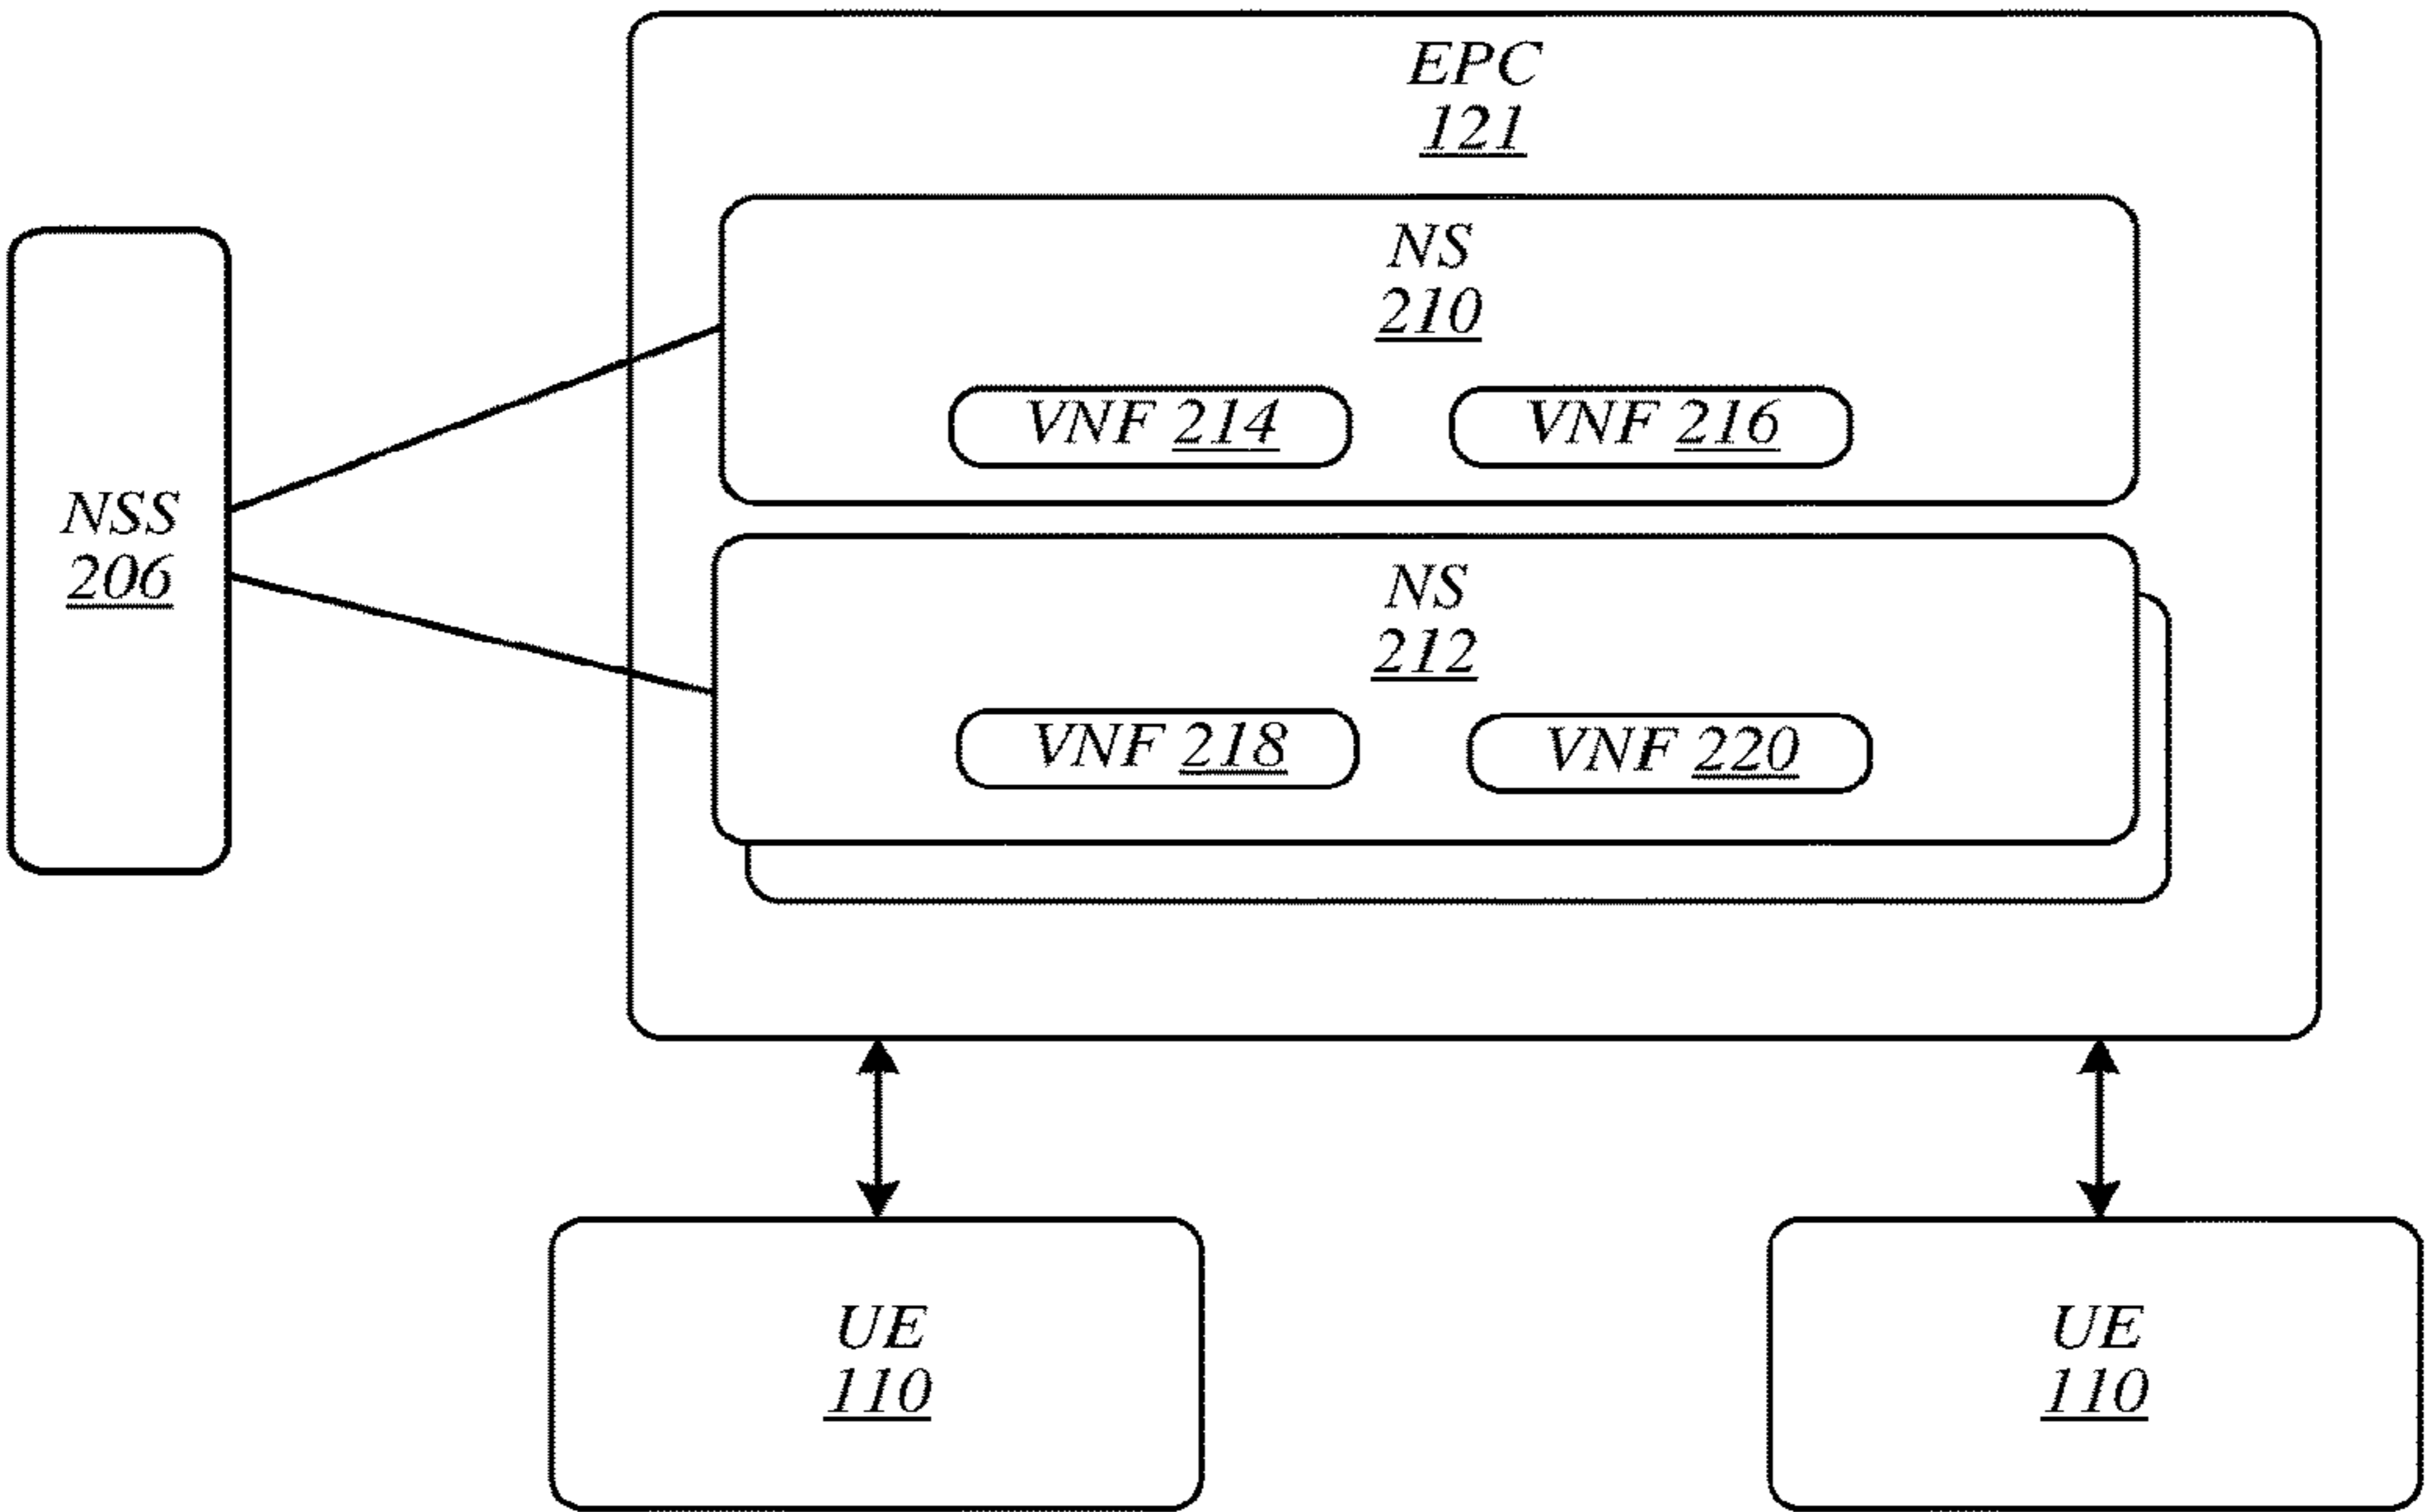 EPC
121
NS
210
VNF 214 VNF 216
NSS
206
NS
212
VNF 218 VNF 220
UE
110
UE
110